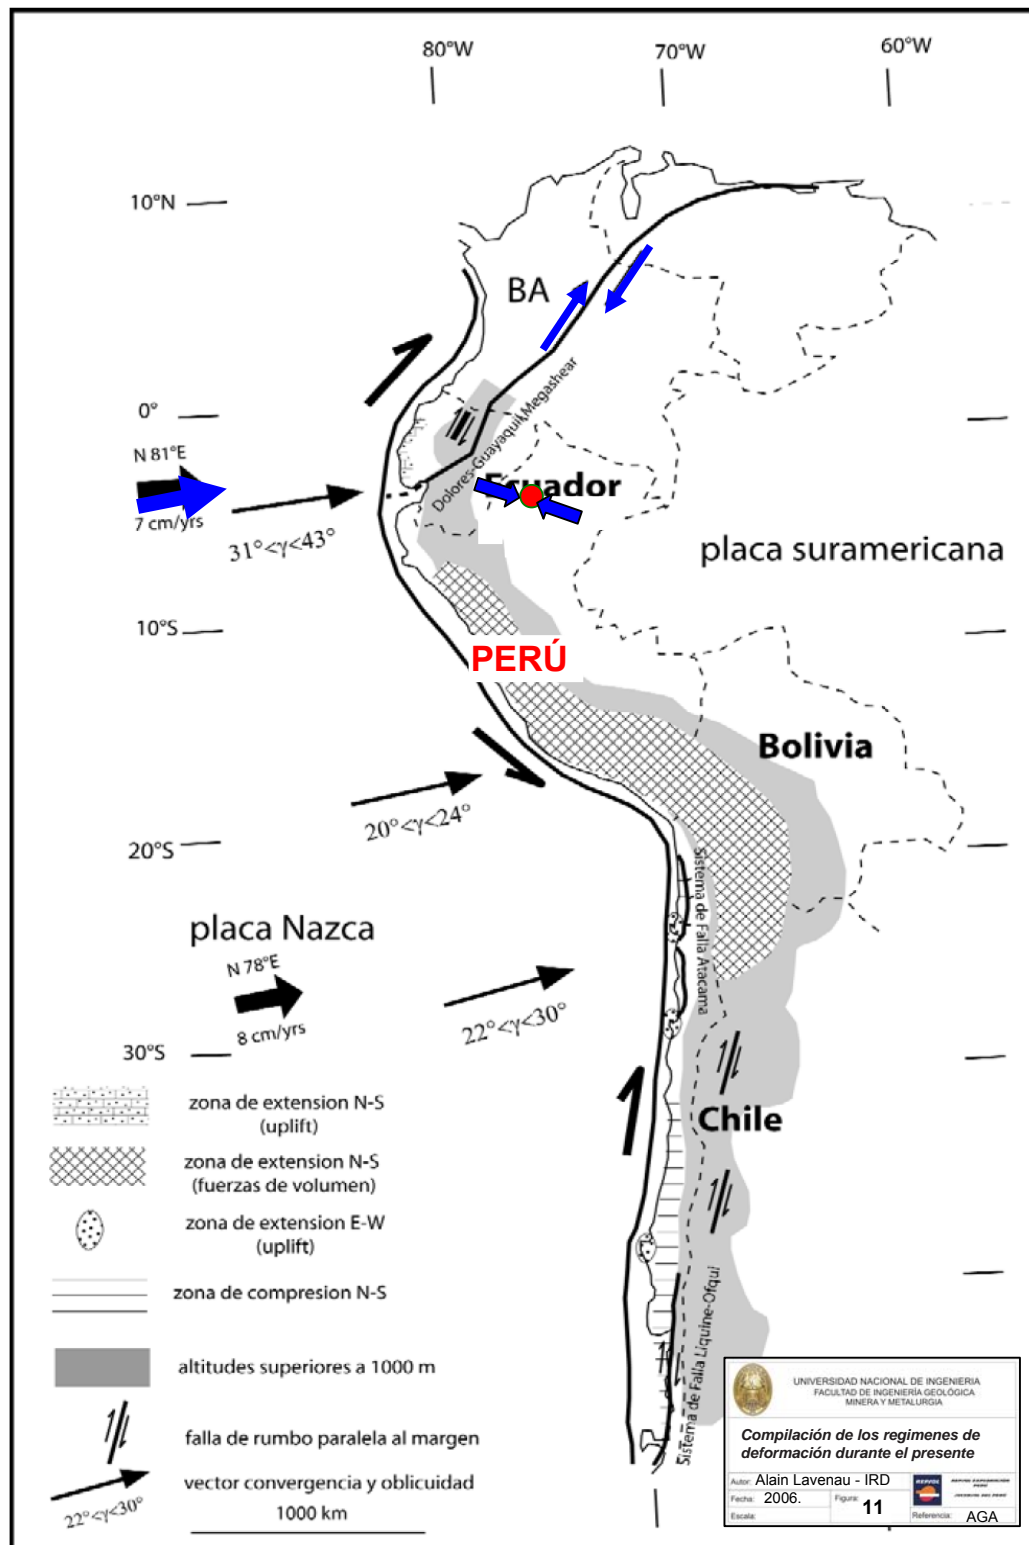 80°W
70°W
60°W
10°N
BA
0°
Dolores-Guayaquil Megashear
N 81°E
7 cm/yrs
31°<γ<43°
Ecuador
placa suramericana
10°S
PERÚ
Bolivia
20°<γ<24°
20°S
Sistema de Falla Atacama
placa Nazca
N 78°E
8 cm/yrs
22°<γ<30°
30°S
Chile
Sistema de Falla Liquine-Ofqui
zona de extension N-S
(uplift)
zona de extension N-S
(fuerzas de volumen)
zona de extension E-W
(uplift)
zona de compresion N-S
altitudes superiores a 1000 m
falla de rumbo paralela al margen
22°<γ<30°
vector convergencia y oblicuidad
1000 km
UNIVERSIDAD NACIONAL DE INGENIERIA
FACULTAD DE INGENIERÍA GEOLÓGICA
MINERA Y METALURGIA
Compilación de los regimenes de
deformación durante el presente
Autor: Alain Lavenau - IRD
REPSOL
REPSOL EXPLORACION
PERÚ
Fecha: 2006.
Figura: 11
Escala:
Referencia: AGA